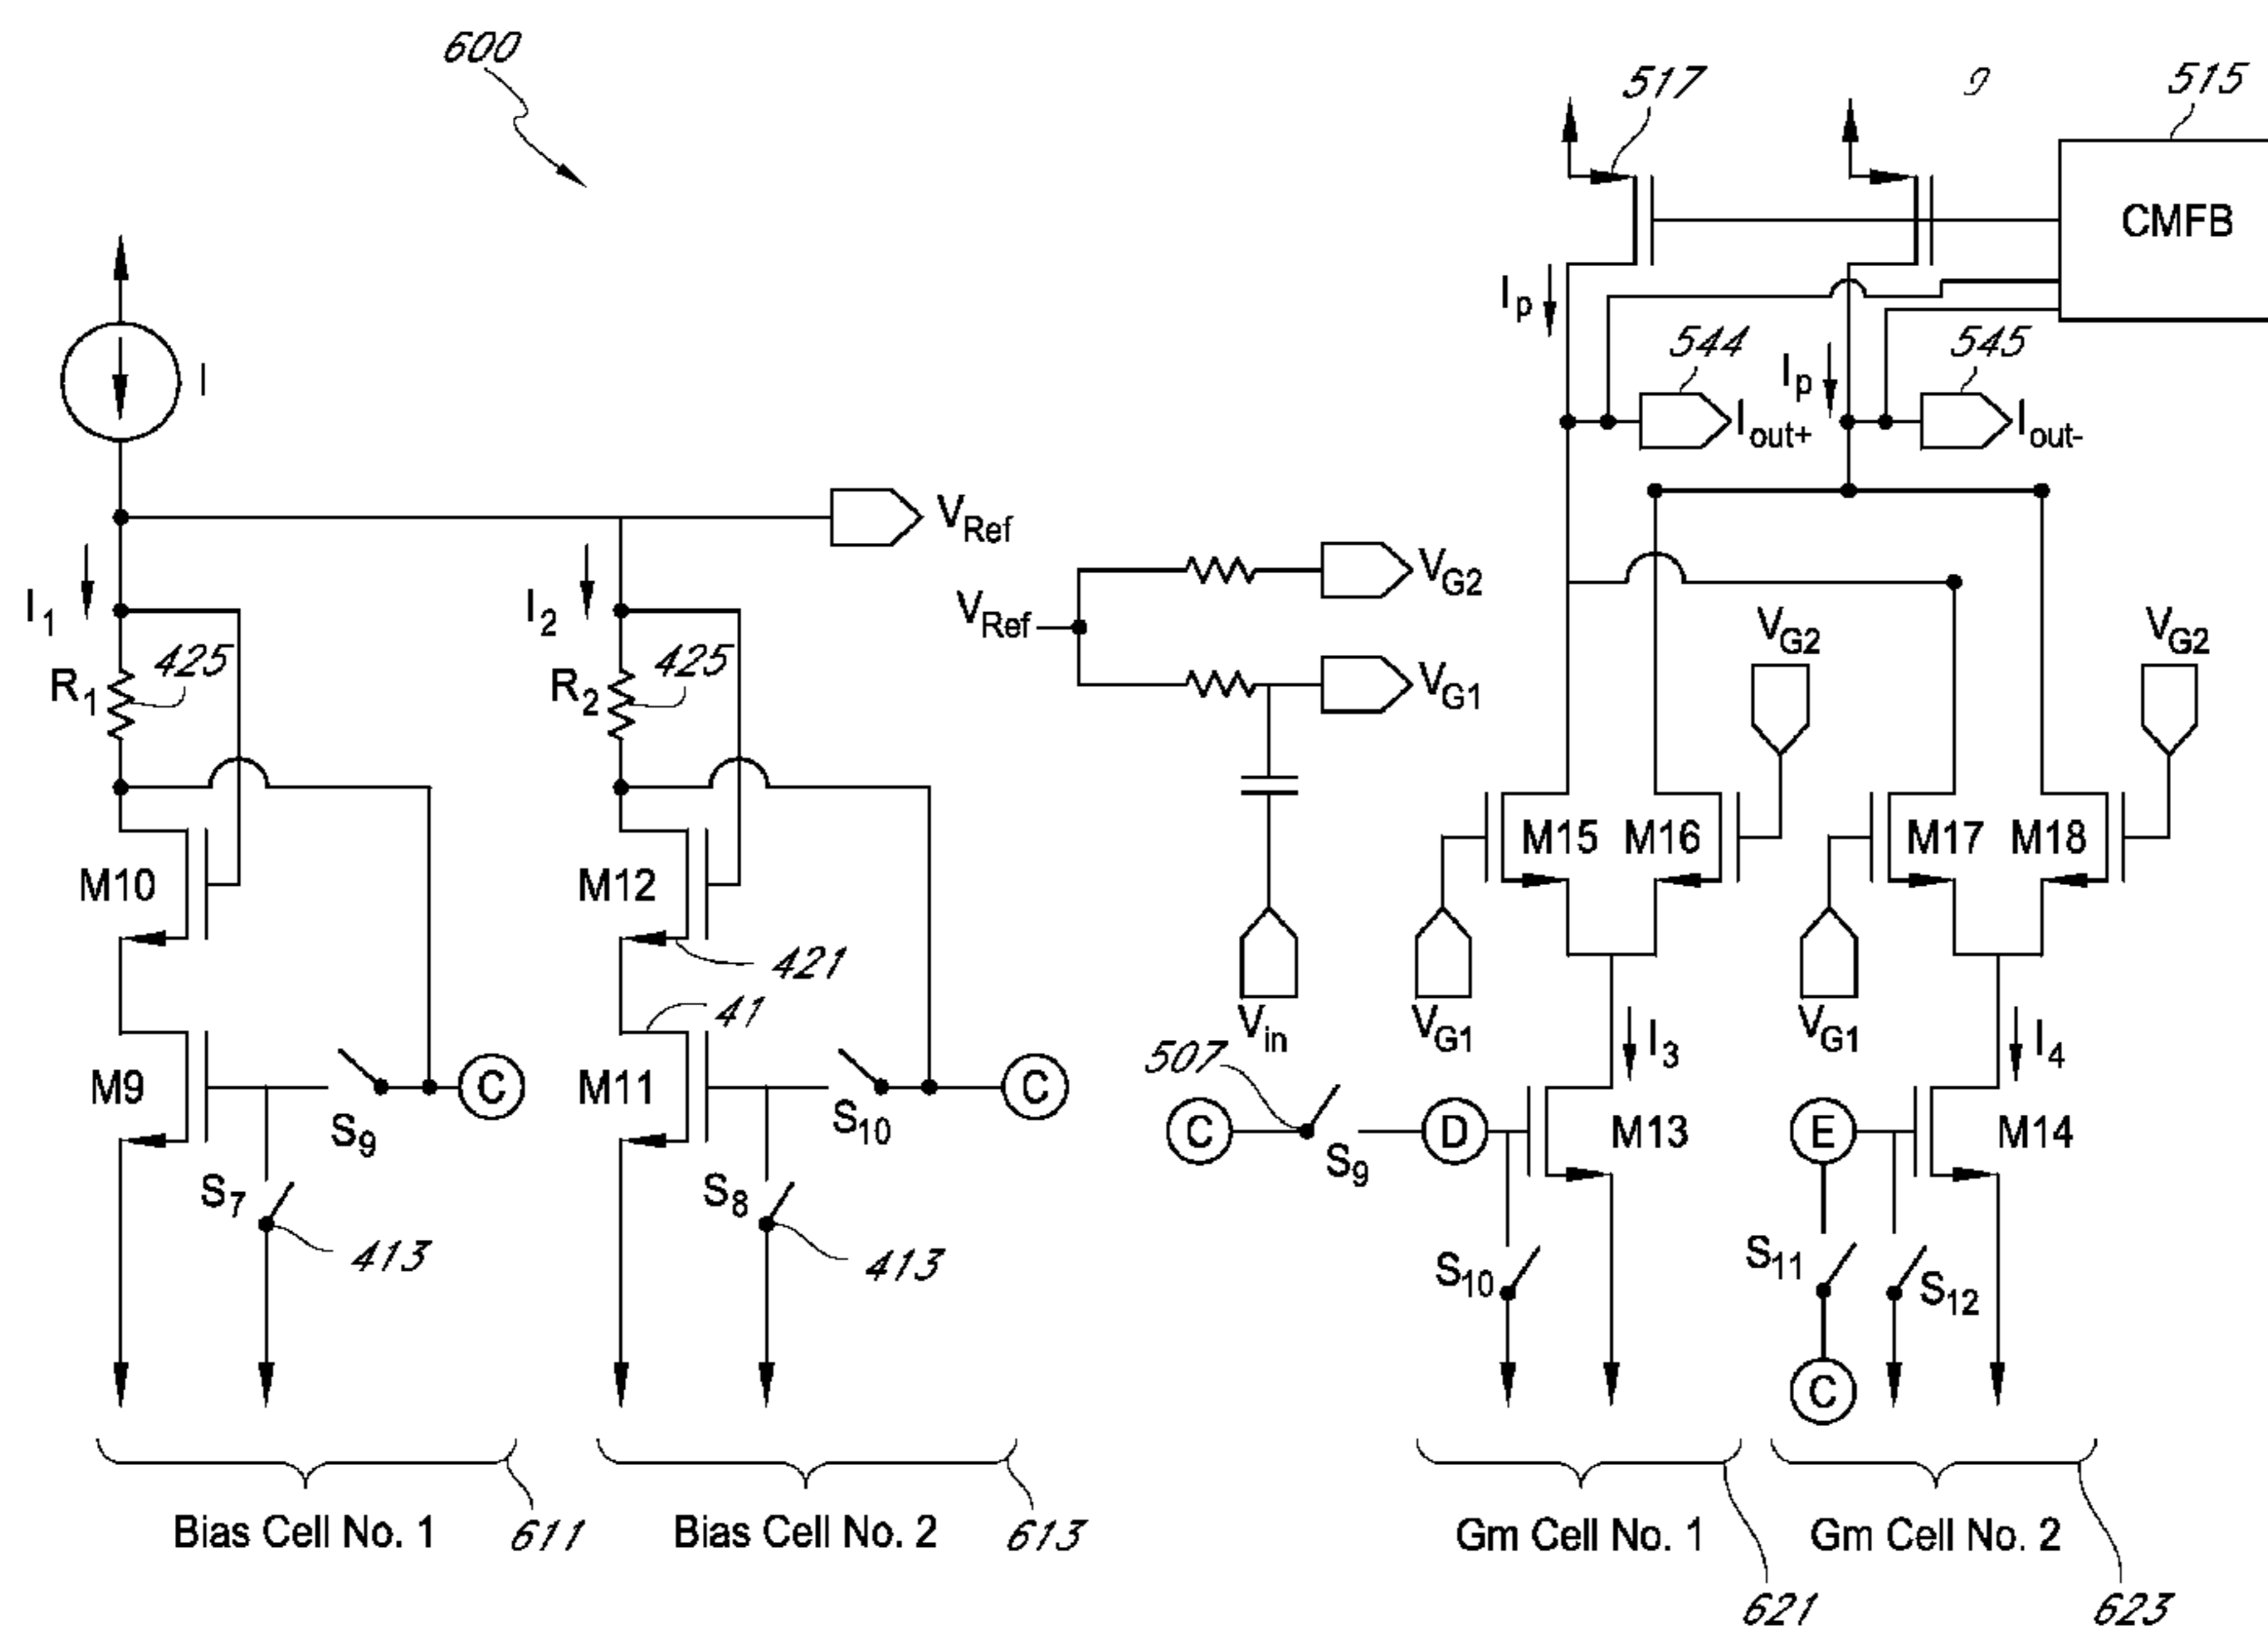 600
517
9
515
CMFB
I
Ip
544
Iout+
Ip
545
Iout-
VRef
I1
I2
VRef
VG2
VG1
R1
425
R2
425
VG2
VG2
M10
M12
421
M15
M16
M17
M18
41
Vin
VG1
VG1
507
I3
I4
M9
S9
C
M11
S10
C
C
S9
D
M13
E
M14
S7
413
S8
413
S10
S11
S12
C
Bias Cell No. 1
611
Bias Cell No. 2
613
Gm Cell No. 1
621
Gm Cell No. 2
623